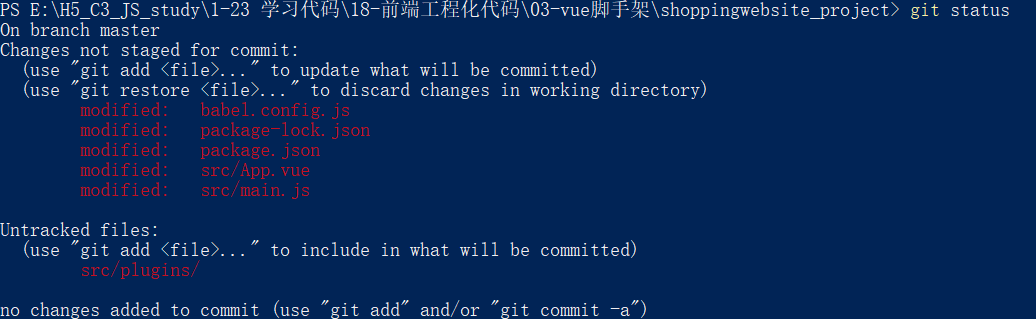 PS E:\H5_C3_JS_study\1-23 学习代码\18-前端工程化代码\03-vue脚手架\shoppingwebsite_project> git status
On branch master
Changes not staged for commit:
  (use "git add <file>..." to update what will be committed)
  (use "git restore <file>..." to discard changes in working directory)
        modified:   babel.config.js
        modified:   package-lock.json
        modified:   package.json
        modified:   src/App.vue
        modified:   src/main.js
Untracked files:
  (use "git add <file>..." to include in what will be committed)
        src/plugins/
no changes added to commit (use "git add" and/or "git commit -a")